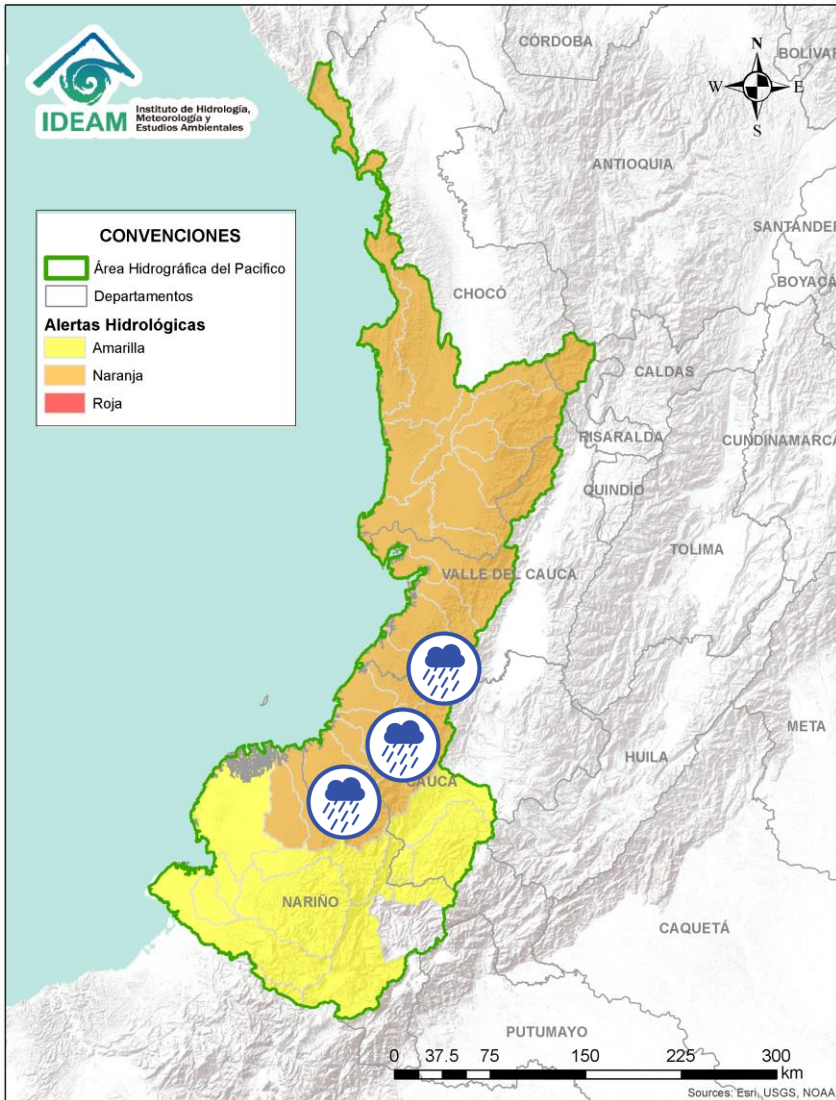 IDEAM
Instituto de Hidrología,
Meteorología y
Estudios Ambientales
N
W E
S
CÓRDOBA
BOLÍVAR
ANTIOQUIA
SANTANDER
BOYACÁ
CONVENCIONES
Área Hidrográfica del Pacifico
Departamentos
Alertas Hidrológicas
Amarilla
Naranja
Roja
CHOCÓ
CALDAS
RISARALDA
CUNDINAMARCA
QUINDÍO
TOLIMA
VALLE DEL CAUCA
META
HUILA
CAUCA
NARIÑO
CAQUETÁ
PUTUMAYO
0 37.5 75 150 225 300
km
Sources: Esri, USGS, NOAA